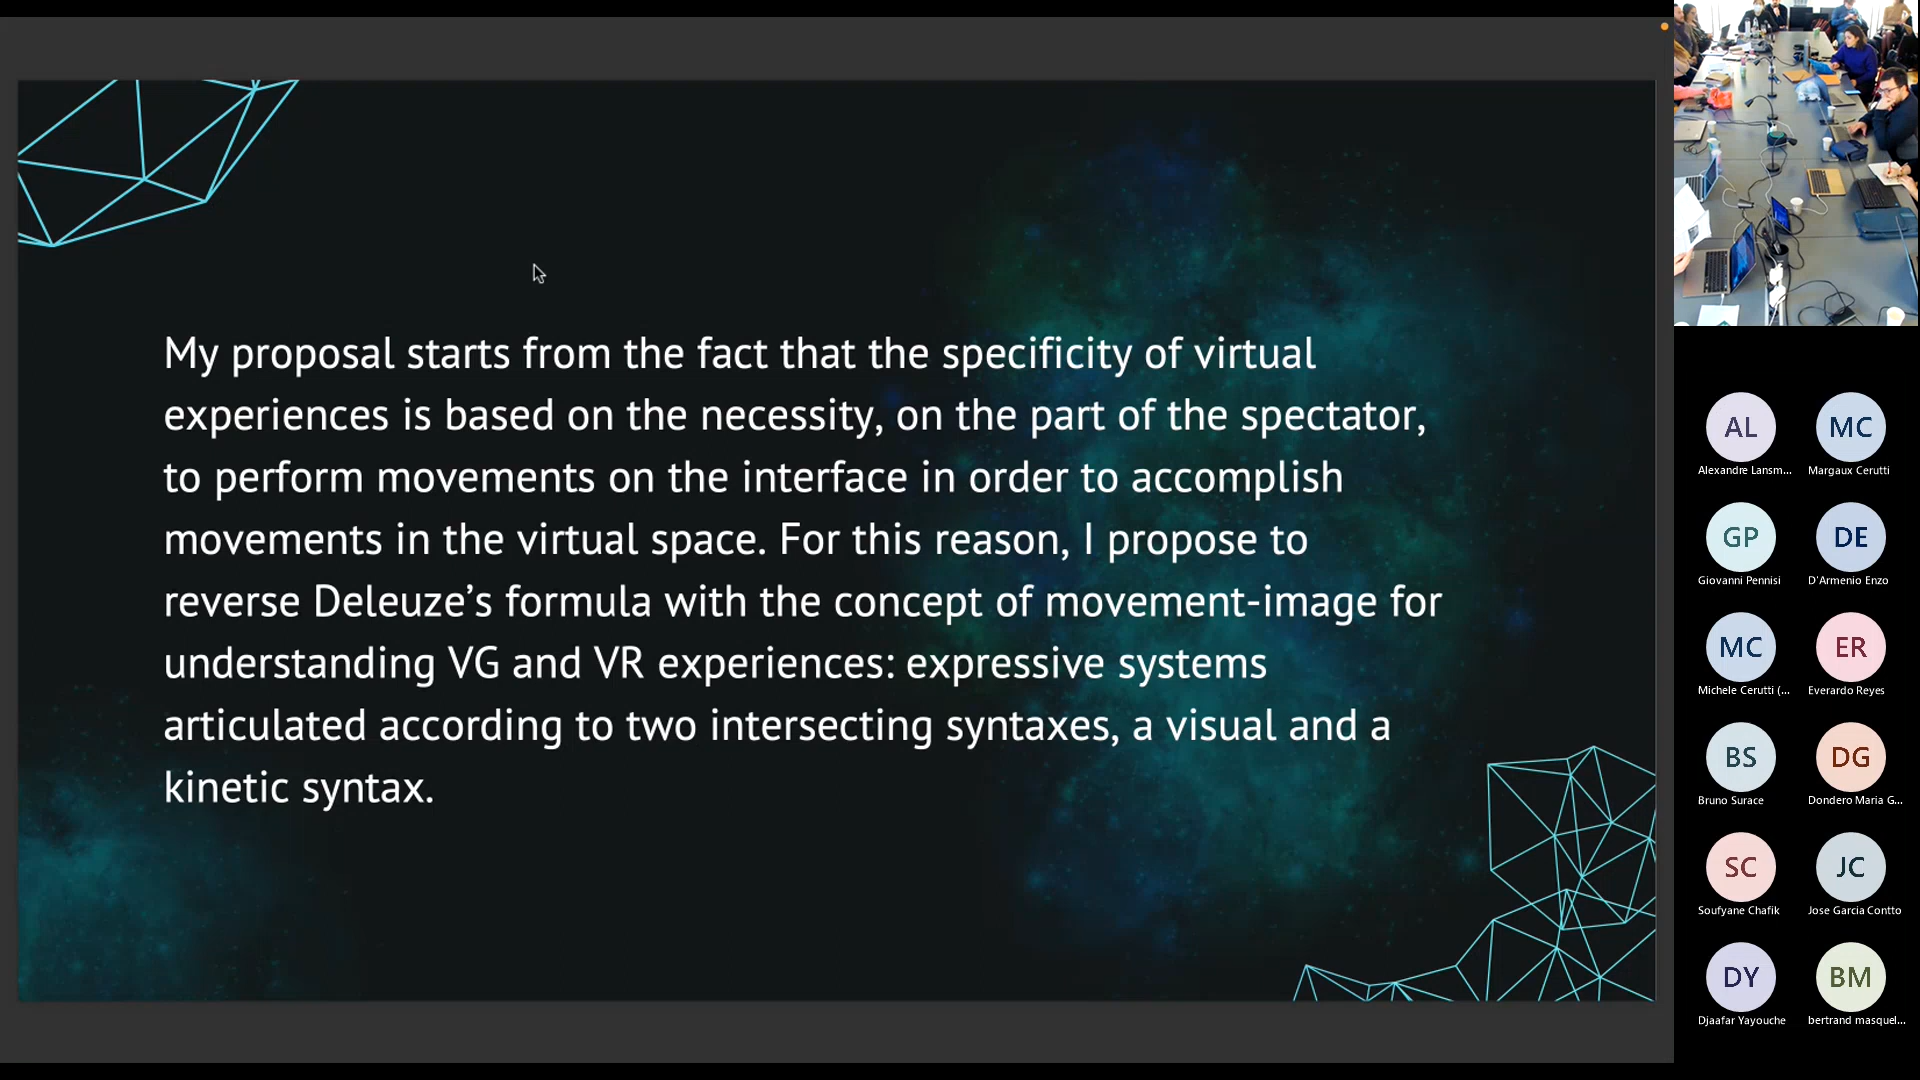 My proposal starts from the fact that the specificity of virtual
experiences is based on the necessity, on the part of the spectator,
to perform movements on the interface in order to accomplish
movements in the virtual space. For this reason, I propose to
reverse Deleuze’s formula with the concept of movement-image for
understanding VG and VR experiences: expressive systems
articulated according to two intersecting syntaxes, a visual and a
kinetic syntax.
AL
Alexandre Lansm...
MC
Margaux Cerutti
GP
Giovanni Pennisi
DE
D'Armenio Enzo
MC
Michele Cerutti (...
ER
Everardo Reyes
BS
Bruno Surace
DG
Dondero Maria G...
SC
Soufyane Chafik
JC
Jose Garcia Contto
DY
Djaafar Yayouche
BM
bertrand masquel...